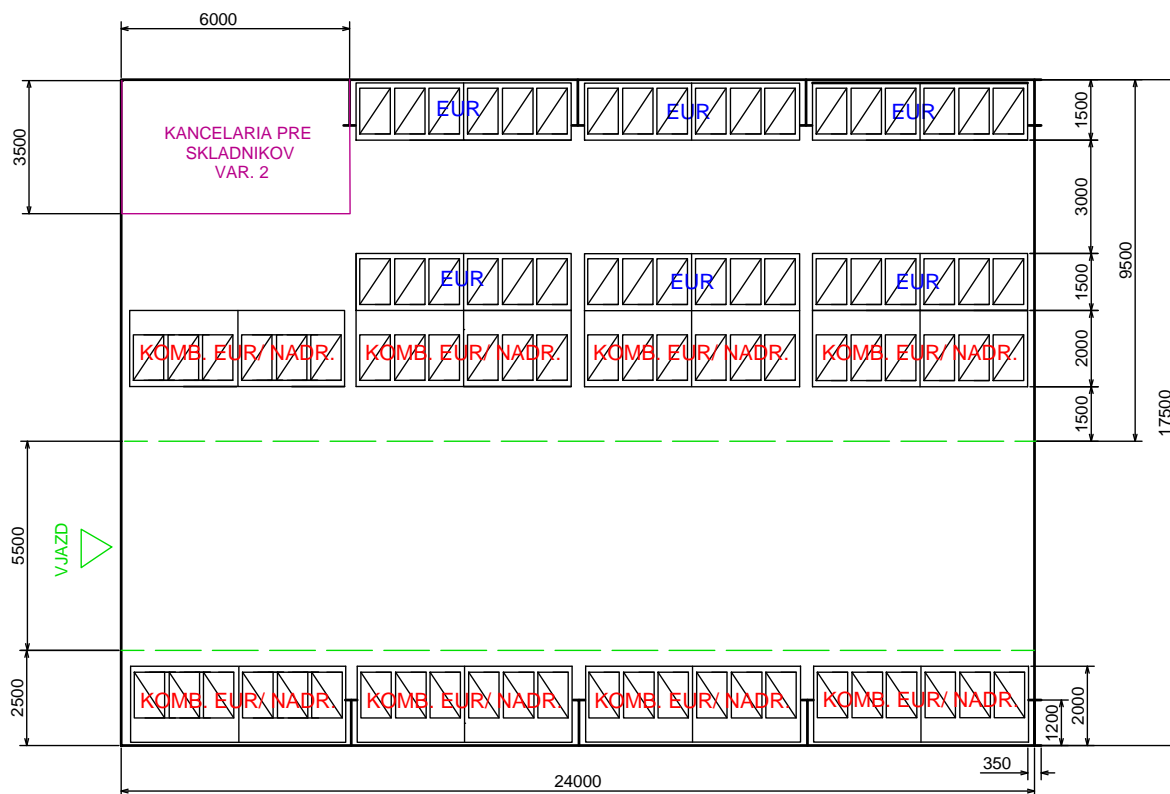 6000
3500
KANCELARIA PRE
SKLADNIKOV
VAR. 2
EUR
EUR
EUR
1500
3000
9500
EUR
EUR
EUR
1500
KOMB. EUR/ NADR.
KOMB. EUR/ NADR.
KOMB. EUR/ NADR.
KOMB. EUR/ NADR.
2000
1500
17500
5500
VJAZD
2500
KOMB. EUR/ NADR.
KOMB. EUR/ NADR.
KOMB. EUR/ NADR.
KOMB. EUR/ NADR.
1200
2000
350
24000